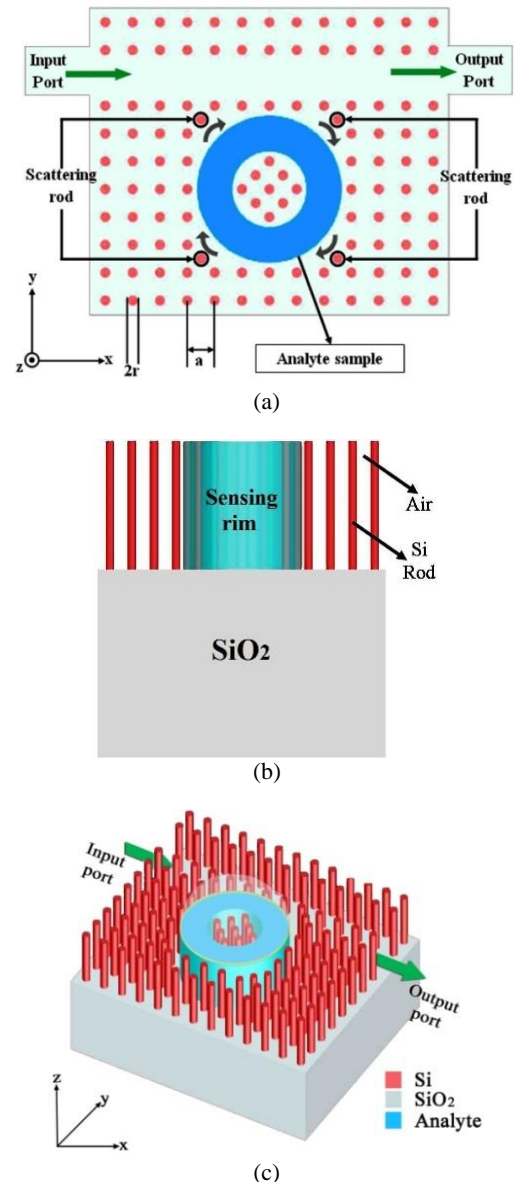 Input
Port
Output
Port
Scattering
rod
Scattering
rod
y
z
x
2r
a
Analyte sample
(a)
Sensing
rim
Air
Si
Rod
SiO2
(b)
Input
port
Output
port
z
y
x
Si
SiO2
Analyte
(c)